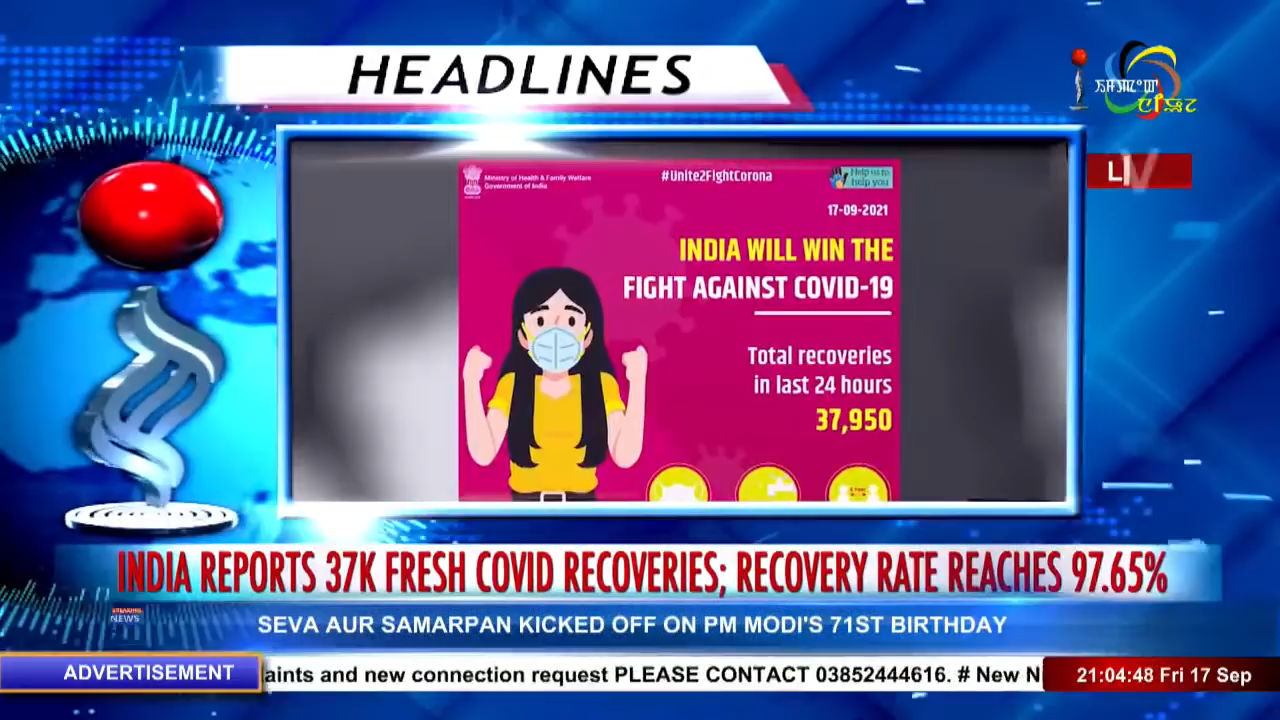 HEADLINES
Ministry of Health & Family Welfare
Government of India
#Unite2FightCorona
Help us to
help you
17-09-2021
INDIA WILL WIN THE
FIGHT AGAINST COVID-19
Total recoveries
in last 24 hours
37,950
INDIA REPORTS 37K FRESH COVID RECOVERIES; RECOVERY RATE REACHES 97.65%
BREAKING
NEWS
SEVA AUR SAMARPAN KICKED OFF ON PM MODI'S 71ST BIRTHDAY
ADVERTISEMENT
aints and new connection request PLEASE CONTACT 03852444616. # New N
21:04:48 Fri 17 Sep